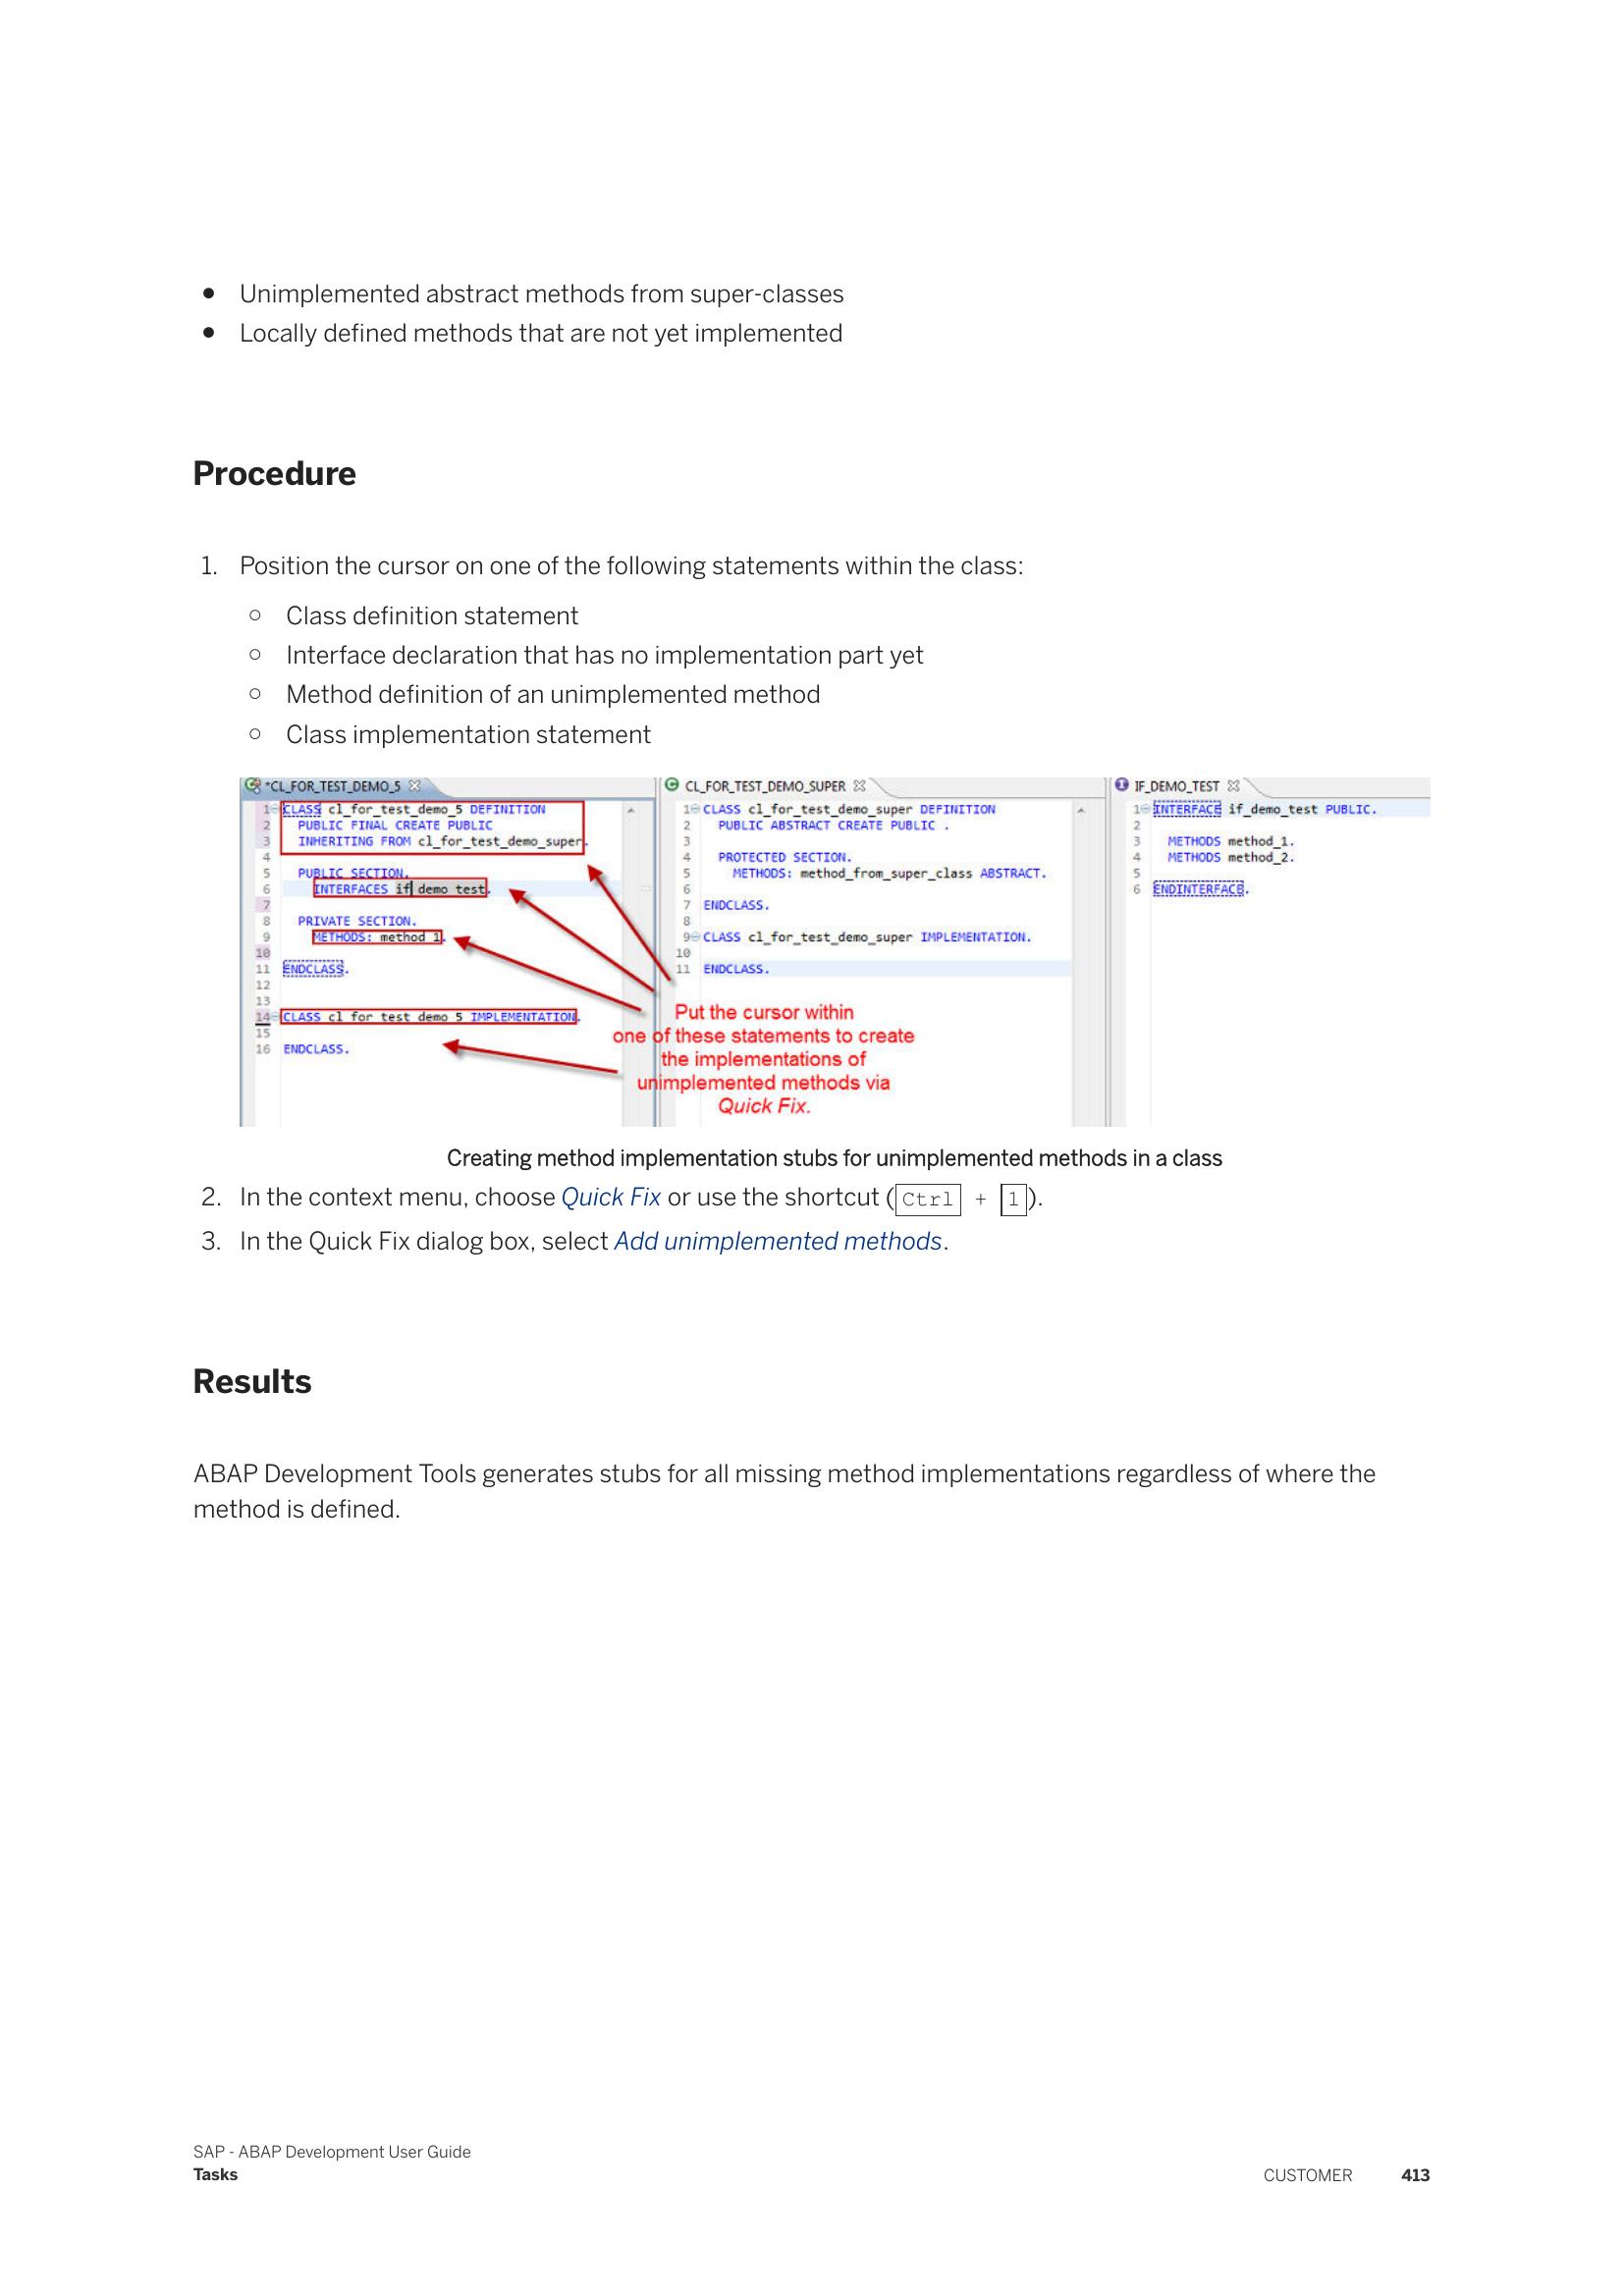 ● Unimplemented abstract methods from super-classes
● Locally defined methods that are not yet implemented
Procedure
1. Position the cursor on one of the following statements within the class:
○ Class definition statement
○ Interface declaration that has no implementation part yet
○ Method definition of an unimplemented method
○ Class implementation statement
*CL_FOR_TEST_DEMO_5
1 CLASS cl_for_test_demo_5 DEFINITION
2 PUBLIC FINAL CREATE PUBLIC
3 INHERITING FROM cl_for_test_demo_super.
4
5 PUBLIC SECTION.
6 INTERFACES if_demo_test.
7
8 PRIVATE SECTION.
9 METHODS: method_1.
10
11 ENDCLASS.
12
13
14 CLASS cl_for_test_demo_5 IMPLEMENTATION.
15
16 ENDCLASS.
CL_FOR_TEST_DEMO_SUPER
1 CLASS cl_for_test_demo_super DEFINITION
2 PUBLIC ABSTRACT CREATE PUBLIC .
3
4 PROTECTED SECTION.
5 METHODS: method_from_super_class ABSTRACT.
6
7 ENDCLASS.
8
9 CLASS cl_for_test_demo_super IMPLEMENTATION.
10
11 ENDCLASS.
IF_DEMO_TEST
1 INTERFACE if_demo_test PUBLIC.
2
3 METHODS method_1.
4 METHODS method_2.
5
6 ENDINTERFACE.
Put the cursor within
one of these statements to create
the implementations of
unimplemented methods via
Quick Fix.
Creating method implementation stubs for unimplemented methods in a class
2. In the context menu, choose Quick Fix or use the shortcut ( Ctrl + 1 ).
3. In the Quick Fix dialog box, select Add unimplemented methods.
Results
ABAP Development Tools generates stubs for all missing method implementations regardless of where the
method is defined.
SAP - ABAP Development User Guide
Tasks
CUSTOMER 413